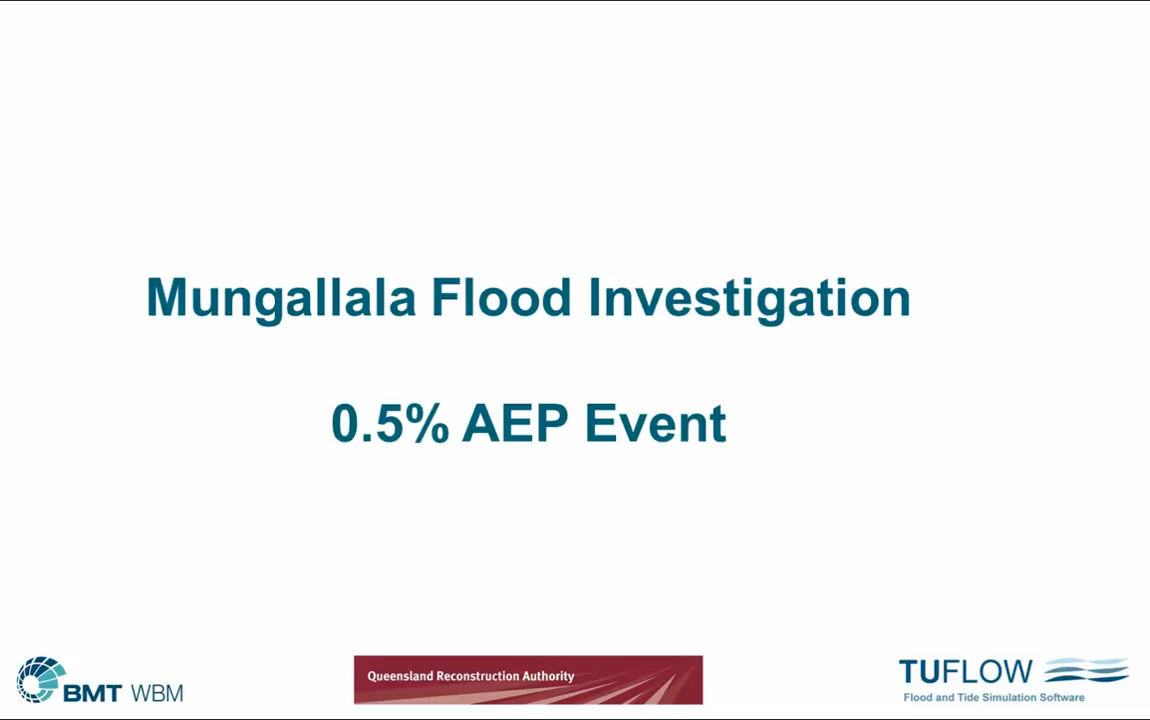 Mungallala Flood Investigation
0.5% AEP Event
BMT WBM
Queensland Reconstruction Authority
TUFLOW
Flood and Tide Simulation Software